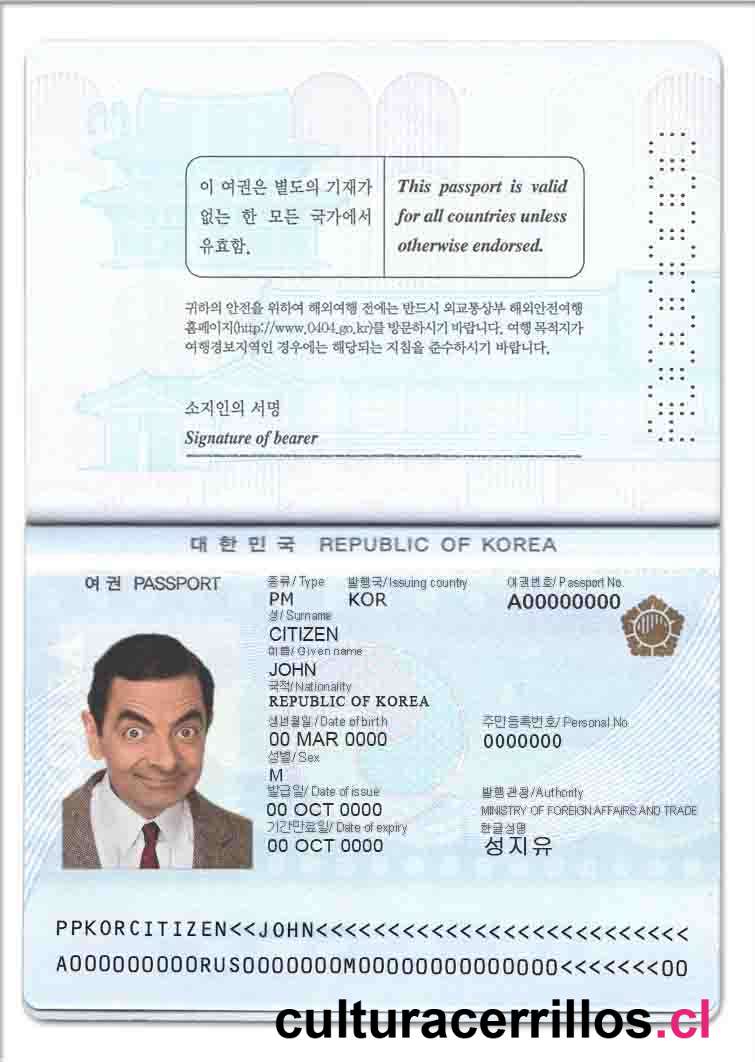 이 여권은 별도의 기재가
없는 한 모든 국가에서
유효함.
This passport is valid
for all countries unless
otherwise endorsed.
귀하의 안전을 위하여 해외여행 전에는 반드시 외교통상부 해외안전여행
홈페이지(http://www.0404.go.kr)를 방문하시기 바랍니다. 여행 목적지가
여행경보지역인 경우에는 해당되는 지침을 준수하시기 바랍니다.
소지인의 서명
Signature of bearer
대한민국 REPUBLIC OF KOREA
여권 PASSPORT
종류/Type 발행국/Issuing country 여권번호/Passport No.
PM KOR A00000000
성/Surname
CITIZEN
이름/Given name
JOHN
국적/Nationality
REPUBLIC OF KOREA
생년월일/Date of birth 주민등록번호/Personal No
00 MAR 0000 0000000
성별/Sex
M
발급일/Date of issue 발행관청/Authority
00 OCT 0000 MINISTRY OF FOREIGN AFFAIRS AND TRADE
기간만료일/Date of expiry 한글성명
00 OCT 0000 성지유
PPKORCITIZEN<<JOHN<<<<<<<<<<<<<<<<<<<<<<<<<<
A000000000RUS0000000M00000000000000<<<<<<<00
culturacerrillos.cl